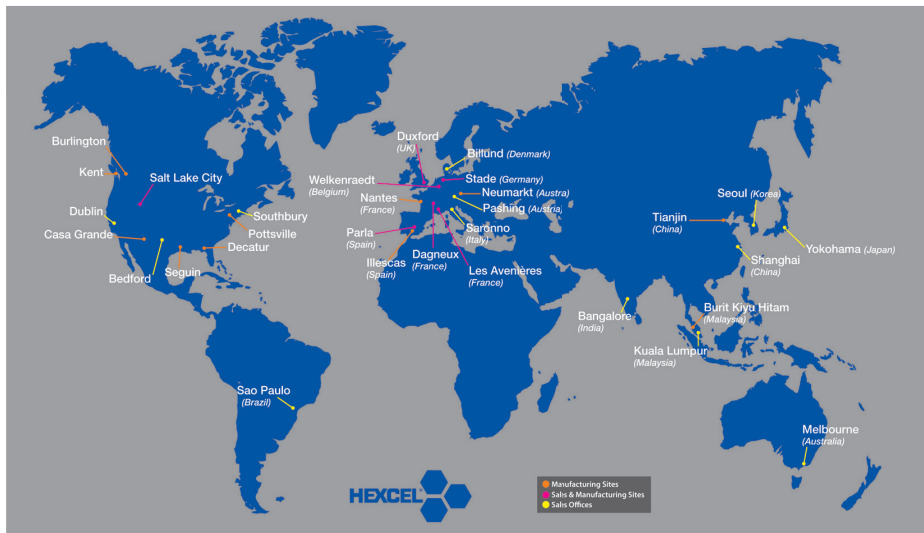 Burlington
Kent
Salt Lake City
Dublin
Casa Grande
Bedford
Seguin
Decatur
Pottsville
Southbury
Duxford
(UK)
Billund (Denmark)
Welkenraedt
(Belgium)
Stade (Germany)
Nantes
(France)
Neumarkt (Austra)
Pashing (Austria)
Parla
(Spain)
Saronno
(Italy)
Illescas
(Spain)
Dagneux
(France)
Les Avenières
(France)
Tianjin
(China)
Seoul (Korea)
Yokohama (Japan)
Shanghai
(China)
Bangalore
(India)
Burit Kiyu Hitam
(Malaysia)
Kuala Lumpur
(Malaysia)
Sao Paulo
(Brazil)
Melbourne
(Australia)
HEXCEL
Manufacturing Sites
Salis & Manufacturing Sites
Salis Offices